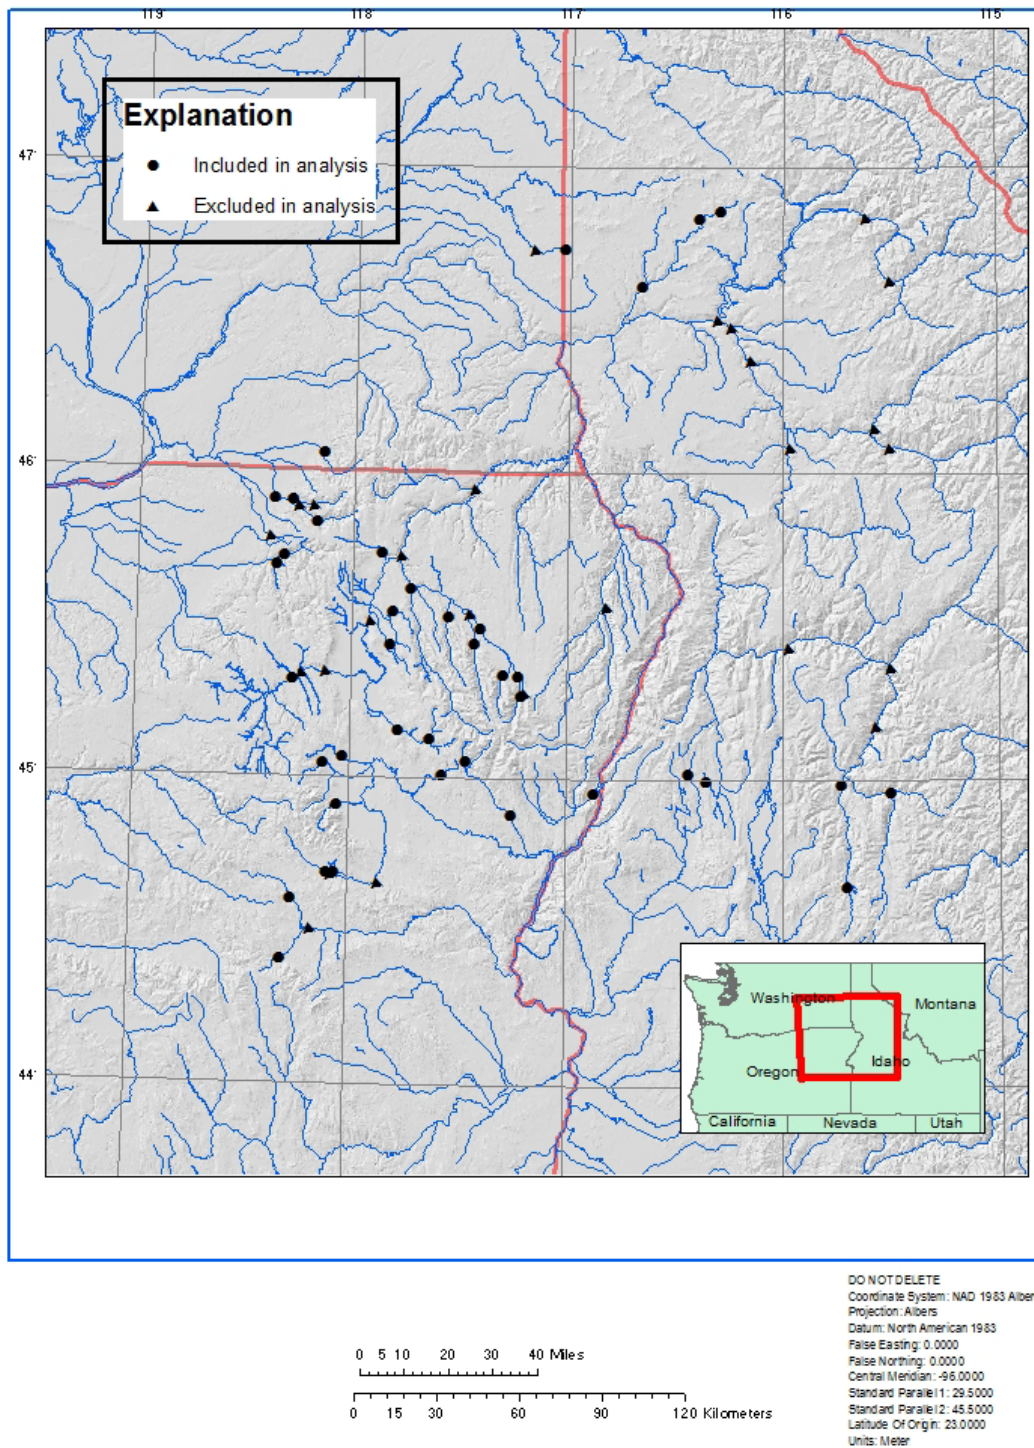 119° 118° 117° 116° 115°
Explanation
47°
Included in analysis
Excluded in analysis
46°
45°
44°
Washington
Montana
Idaho
Oregon
California
Nevada
Utah
DO NOT DELETE
Coordinate System: NAD 1983 Alber
Projection: Albers
Datum: North American 1983
False Easting: 0.0000
False Northing: 0.0000
Central Meridian: -96.0000
Standard Parallel 1: 29.5000
Standard Parallel 2: 45.5000
Latitude Of Origin: 23.0000
Units: Meter
0 5 10 20 30 40 Miles
0 15 30 60 90 120 Kilometers